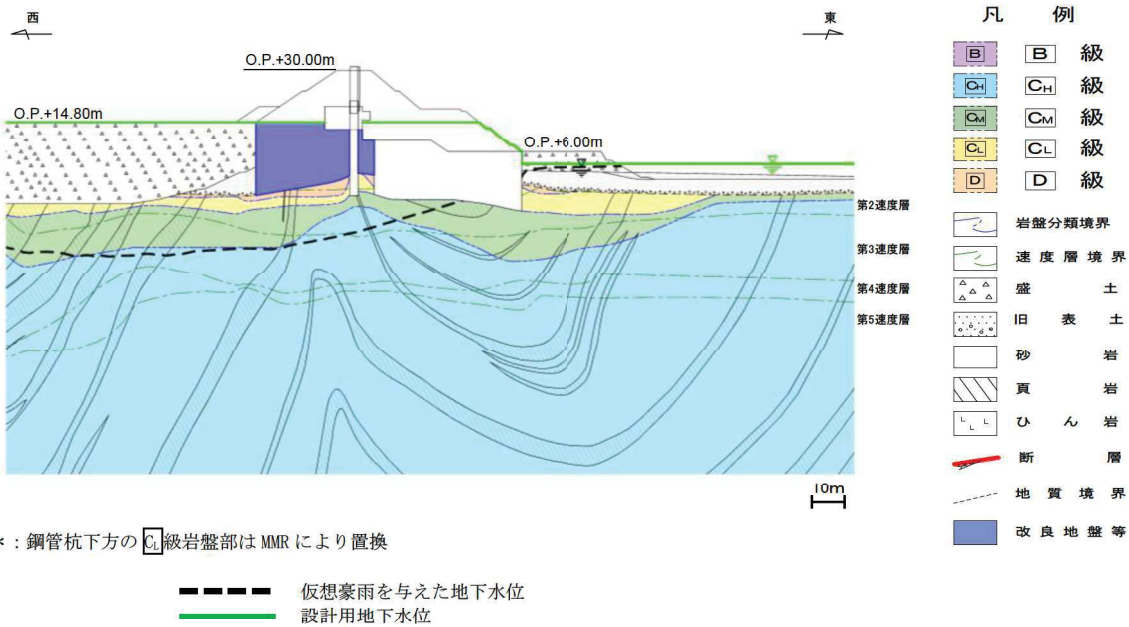 西
東
O.P.+30.00m
O.P.+14.80m
O.P.+6.00m
第2速度層
第3速度層
第4速度層
第5速度層
10m
凡 例
B B 級
CH CH 級
CM CM 級
CL CL 級
D D 級
岩盤分類境界
速度層境界
盛土
旧表土
砂岩
頁岩
ひん岩
断層
地質境界
改良地盤等
:鋼管杭下方の CL 級岩盤部は MMR により置換
仮想豪雨を与えた地下水位
設計用地下水位